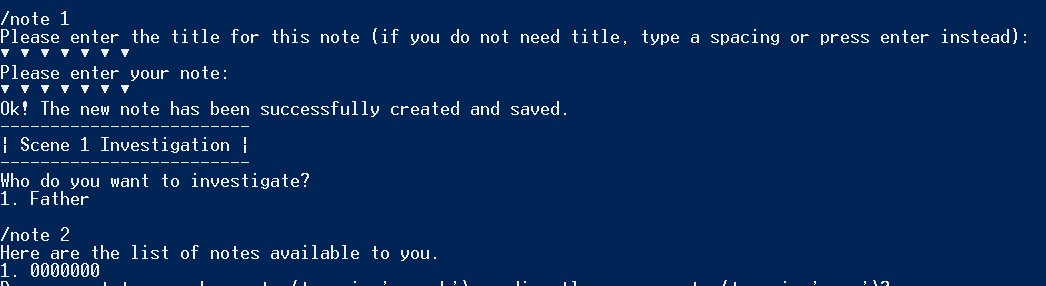 /note 1
Please enter the title for this note (if you do not need title, type a spacing or press enter instead):
▼ ▼ ▼ ▼ ▼ ▼ ▼
Please enter your note:
▼ ▼ ▼ ▼ ▼ ▼ ▼
Ok! The new note has been successfully created and saved.
-------------------------
¦ Scene 1 Investigation ¦
-------------------------
Who do you want to investigate?
1. Father
/note 2
Here are the list of notes available to you.
1. 0000000